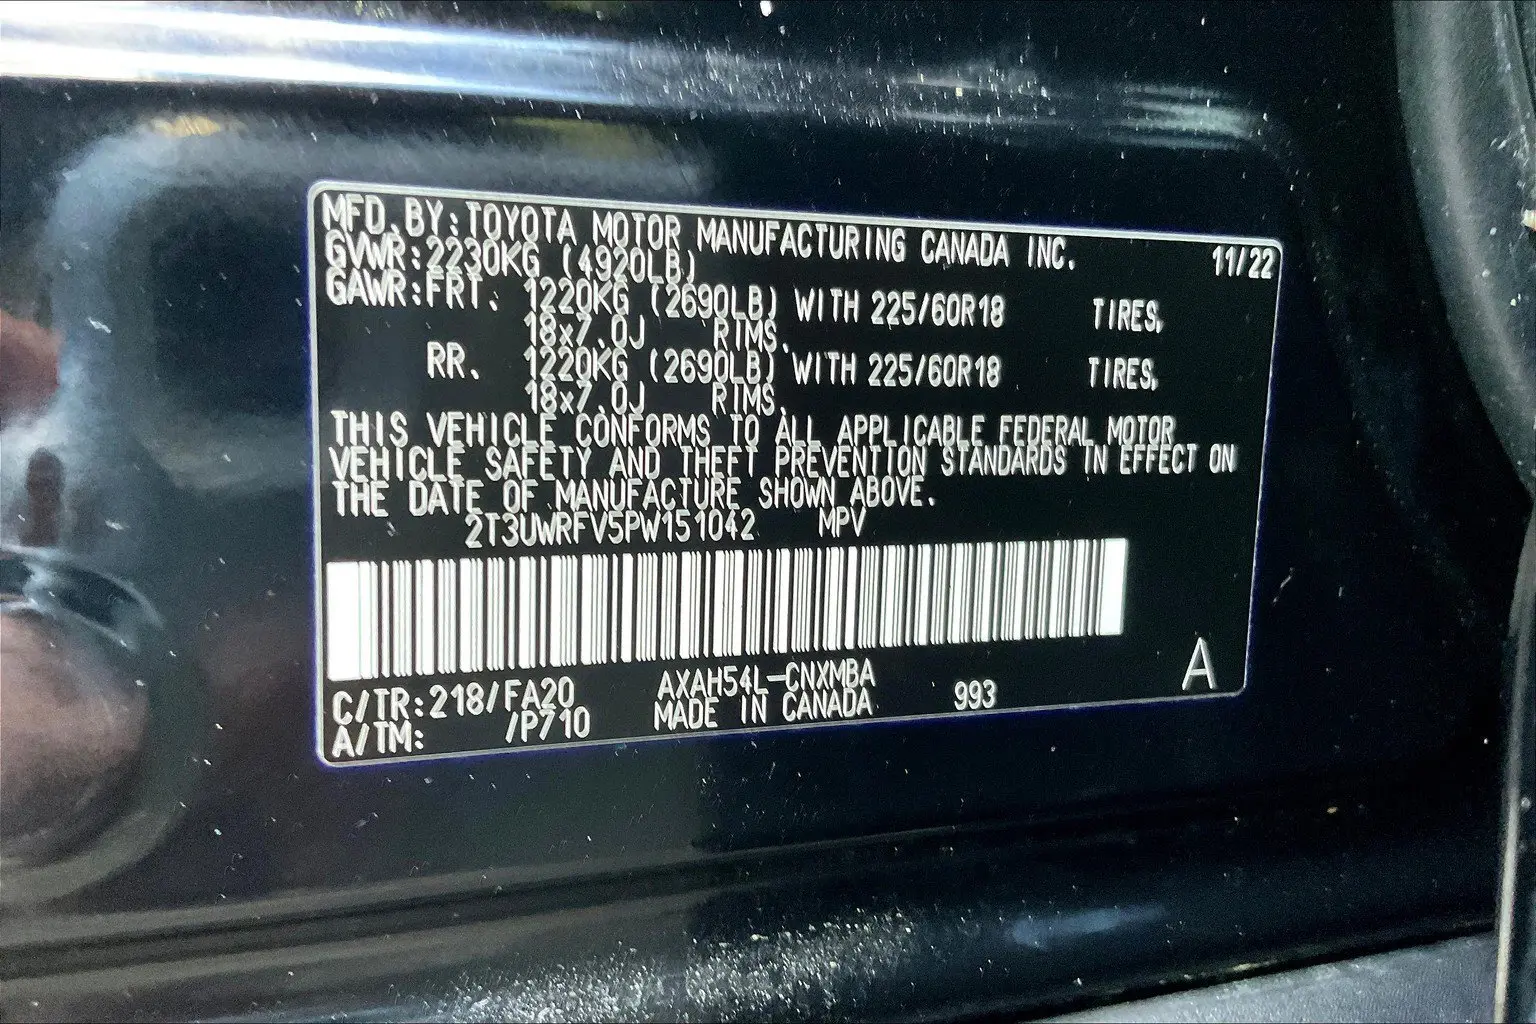 MFD.BY:TOYOTA MOTOR MANUFACTURING CANADA INC. 11/22
GVWR:2230KG (4920LB)
GAWR:FRT. 1220KG (2690LB) WITH 225/60R18 TIRES,
18x7.0J RIMS.
RR. 1220KG (2690LB) WITH 225/60R18 TIRES,
18x7.0J RIMS.
THIS VEHICLE CONFORMS TO ALL APPLICABLE FEDERAL MOTOR
VEHICLE SAFETY AND THEFT PREVENTION STANDARDS IN EFFECT ON
THE DATE OF MANUFACTURE SHOWN ABOVE.
2T3UWRFV5PW151042 MPV
C/TR:218/FA20 AXAH54L-CNXMBA 993 A
A/TM: /P710 MADE IN CANADA